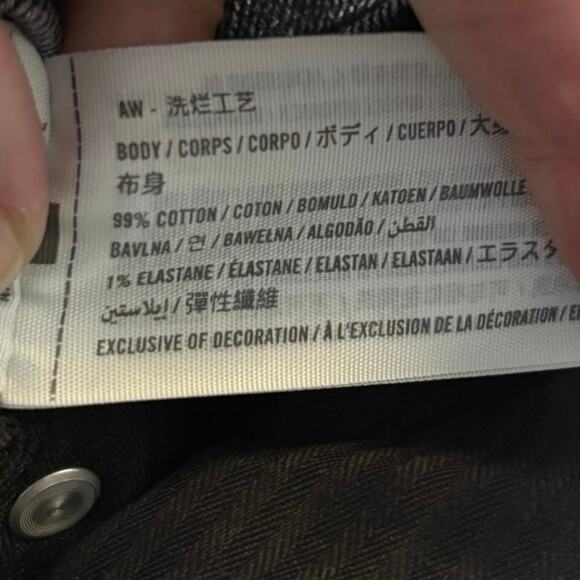 AW - 洗烂工艺
BODY / CORPS / CORPO / ボディ / CUERPO / 大
布身
99% COTTON / COTON / BOMULD / KATOEN / BAUMWOLLE
BAVLNA / 면 / BAWEŁNA / ALGODÃO / القطن
1% ELASTANE / ÉLASTANE / ELASTAN / ELASTAAN / エラスタ
إيلاستين / 彈性纖維
EXCLUSIVE OF DECORATION / À L'EXCLUSION DE LA DÉCORATION /